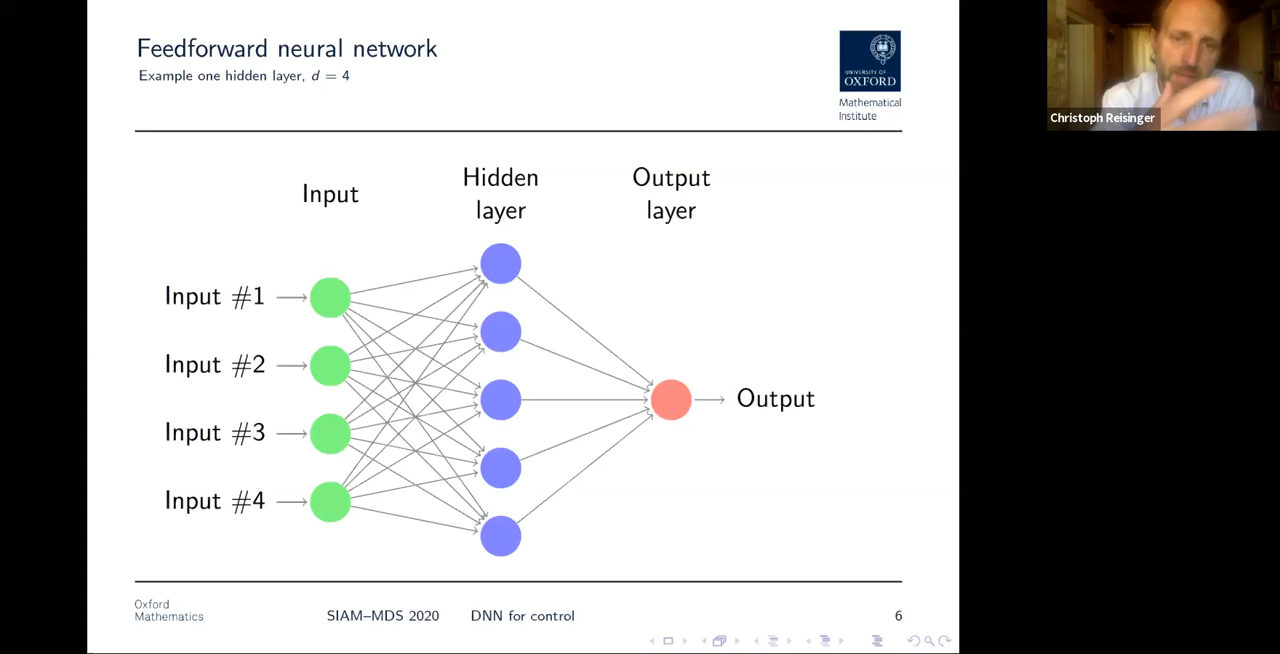 Feedforward neural network
Example one hidden layer, d = 4
UNIVERSITY OF
OXFORD
Mathematical
Institute
Christoph Reisinger
Input
Hidden
layer
Output
layer
Input #1
Input #2
Input #3
Input #4
Output
Oxford
Mathematics
SIAM–MDS 2020 DNN for control
6